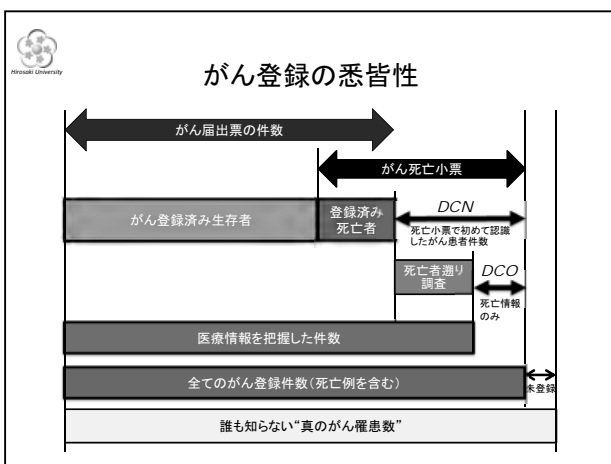 Hirosaki University
がん登録の悉皆性
がん届出票の件数
がん死亡小票
がん登録済み生存者
登録済み
死亡者
DCN
死亡小票で初めて認識
したがん患者件数
死亡者遡り
調査
DCO
死亡情報
のみ
医療情報を把握した件数
全てのがん登録件数(死亡例を含む)
未登録
誰も知らない“真のがん罹患数”